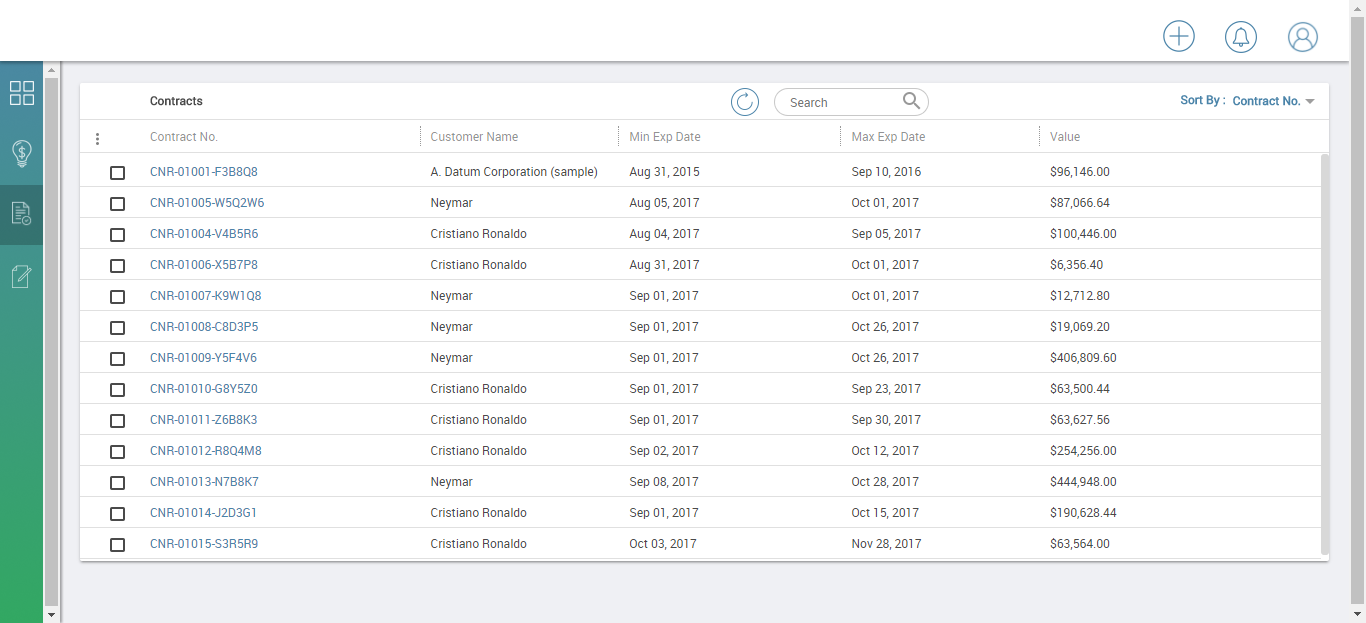 Contracts Search Sort By : Contract No.
Contract No. Customer Name Min Exp Date Max Exp Date Value
CNR-01001-F3B8Q8 A. Datum Corporation (sample) Aug 31, 2015 Sep 10, 2016 $96,146.00
CNR-01005-W5Q2W6 Neymar Aug 05, 2017 Oct 01, 2017 $87,066.64
CNR-01004-V4B5R6 Cristiano Ronaldo Aug 04, 2017 Sep 05, 2017 $100,446.00
CNR-01006-X5B7P8 Cristiano Ronaldo Aug 31, 2017 Oct 01, 2017 $6,356.40
CNR-01007-K9W1Q8 Neymar Sep 01, 2017 Oct 01, 2017 $12,712.80
CNR-01008-C8D3P5 Neymar Sep 01, 2017 Oct 26, 2017 $19,069.20
CNR-01009-Y5F4V6 Neymar Sep 01, 2017 Oct 26, 2017 $406,809.60
CNR-01010-G8Y5Z0 Cristiano Ronaldo Sep 01, 2017 Sep 23, 2017 $63,500.44
CNR-01011-Z6B8K3 Cristiano Ronaldo Sep 01, 2017 Sep 30, 2017 $63,627.56
CNR-01012-R8Q4M8 Cristiano Ronaldo Sep 02, 2017 Oct 12, 2017 $254,256.00
CNR-01013-N7B8K7 Neymar Sep 08, 2017 Oct 28, 2017 $444,948.00
CNR-01014-J2D3G1 Cristiano Ronaldo Sep 01, 2017 Oct 15, 2017 $190,628.44
CNR-01015-S3R5R9 Cristiano Ronaldo Oct 03, 2017 Nov 28, 2017 $63,564.00